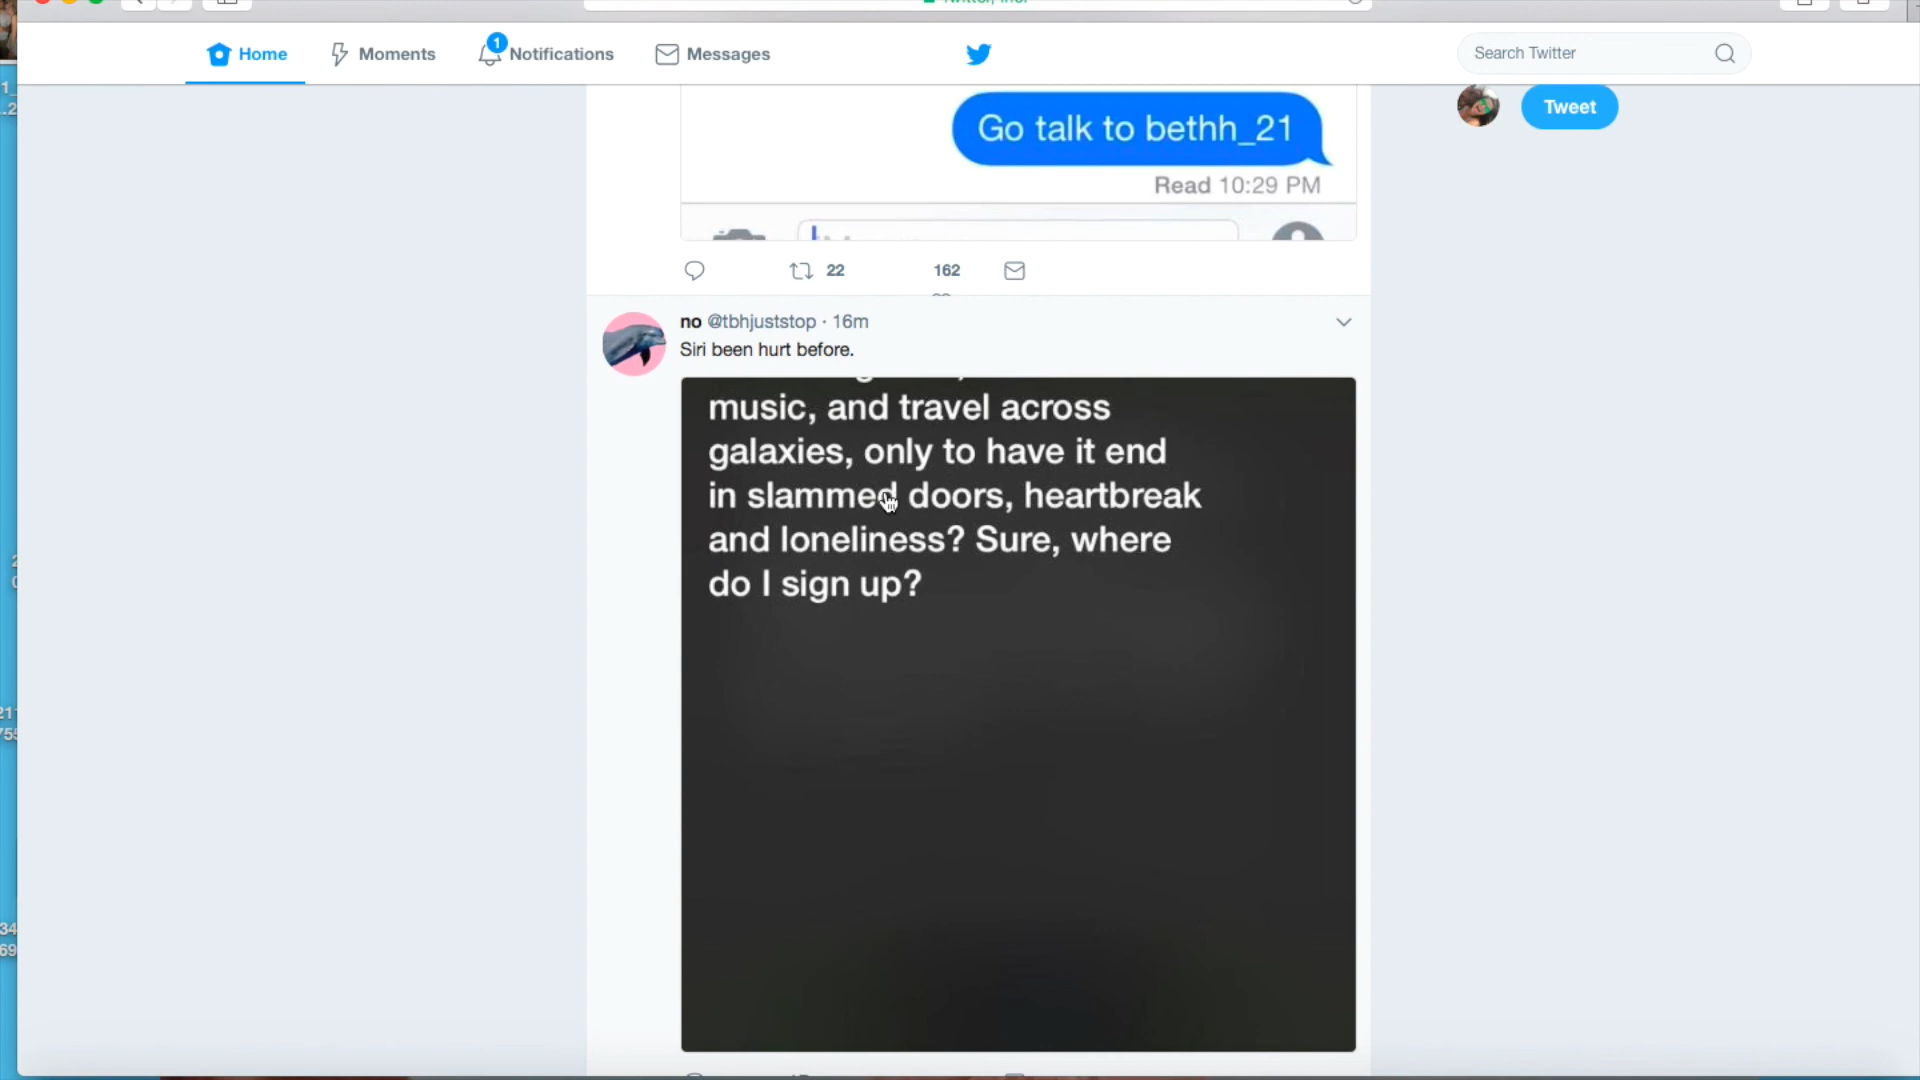 Home
Moments
1
Notifications
Messages
Search Twitter
Tweet
Go talk to bethh_21
Read 10:29 PM
22
162
no @tbhjuststop · 16m
Siri been hurt before.
music, and travel across
galaxies, only to have it end
in slammed doors, heartbreak
and loneliness? Sure, where
do I sign up?